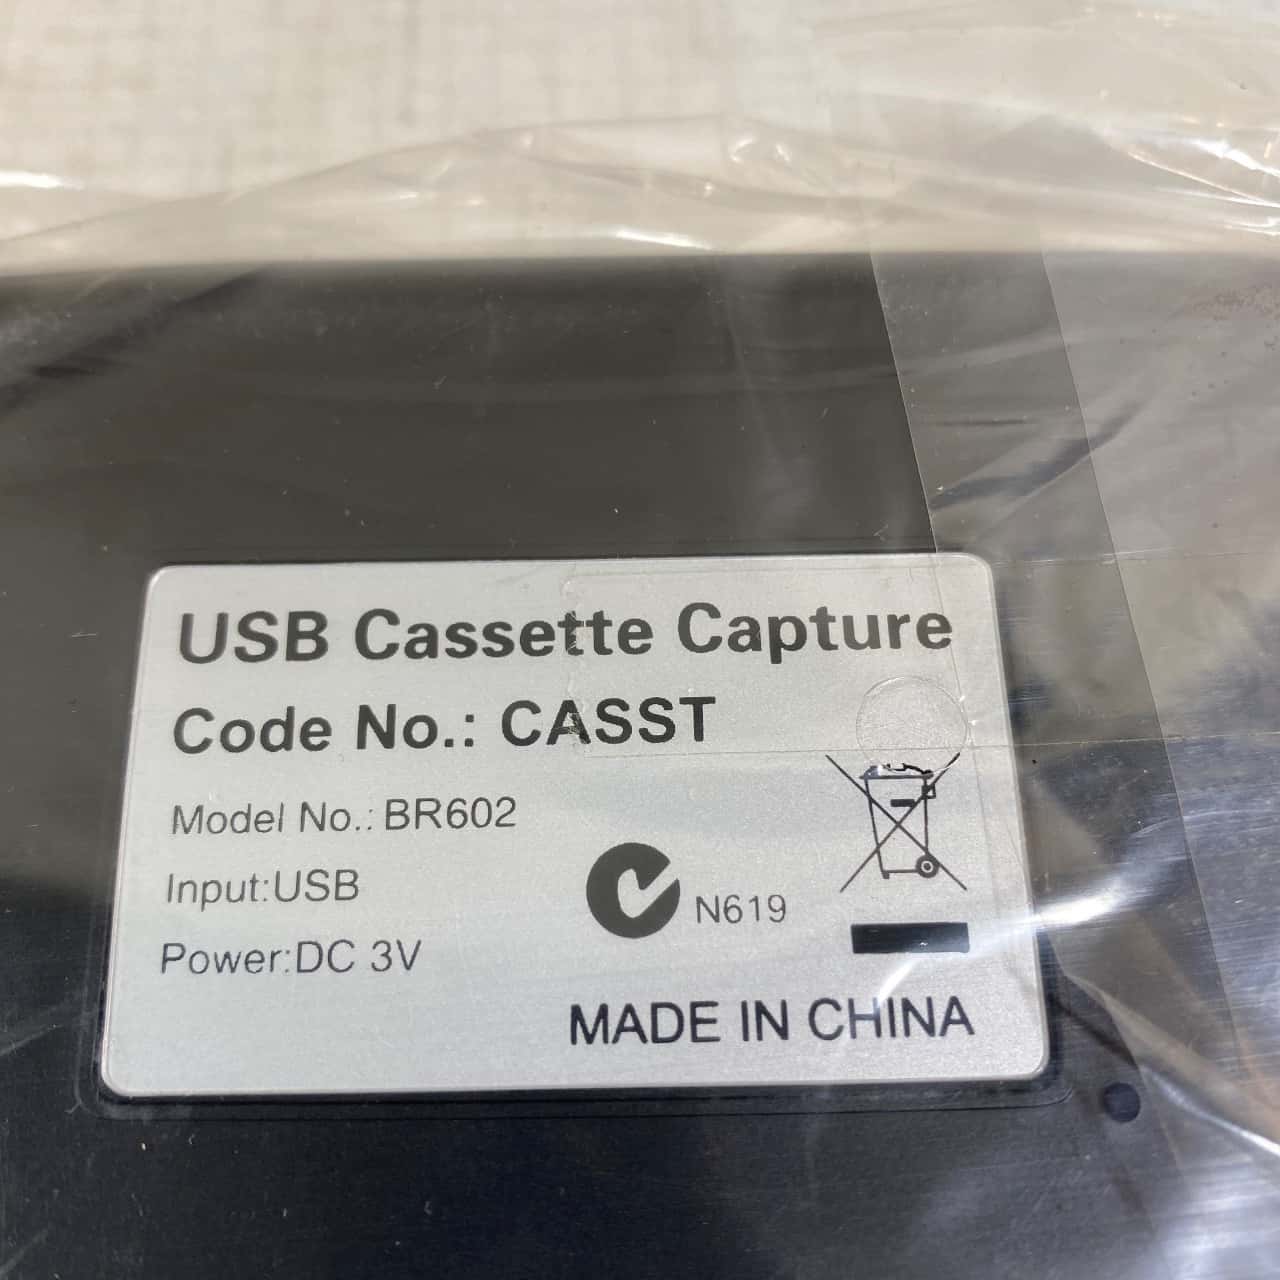 USB Cassette Capture
Code No.: CASST
Model No.: BR602
Input:USB
N619
Power:DC 3V
MADE IN CHINA